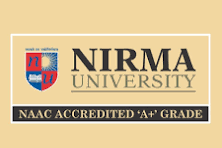 NIRMA
UNIVERSITY
NAAC ACCREDITED 'A+' GRADE